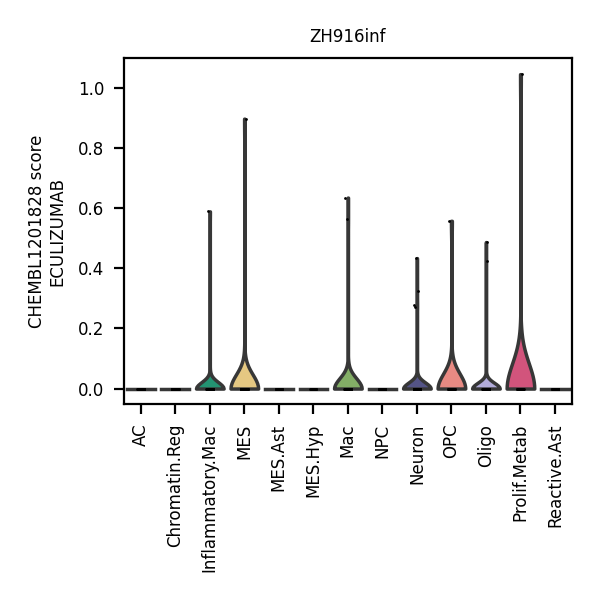 ZH916inf
CHEMBL1201828 score
ECULIZUMAB
1.0
0.8
0.6
0.4
0.2
0.0
AC
Chromatin.Reg
Inflammatory.Mac
MES
MES.Ast
MES.Hyp
Mac
NPC
Neuron
OPC
Oligo
Prolif.Metab
Reactive.Ast